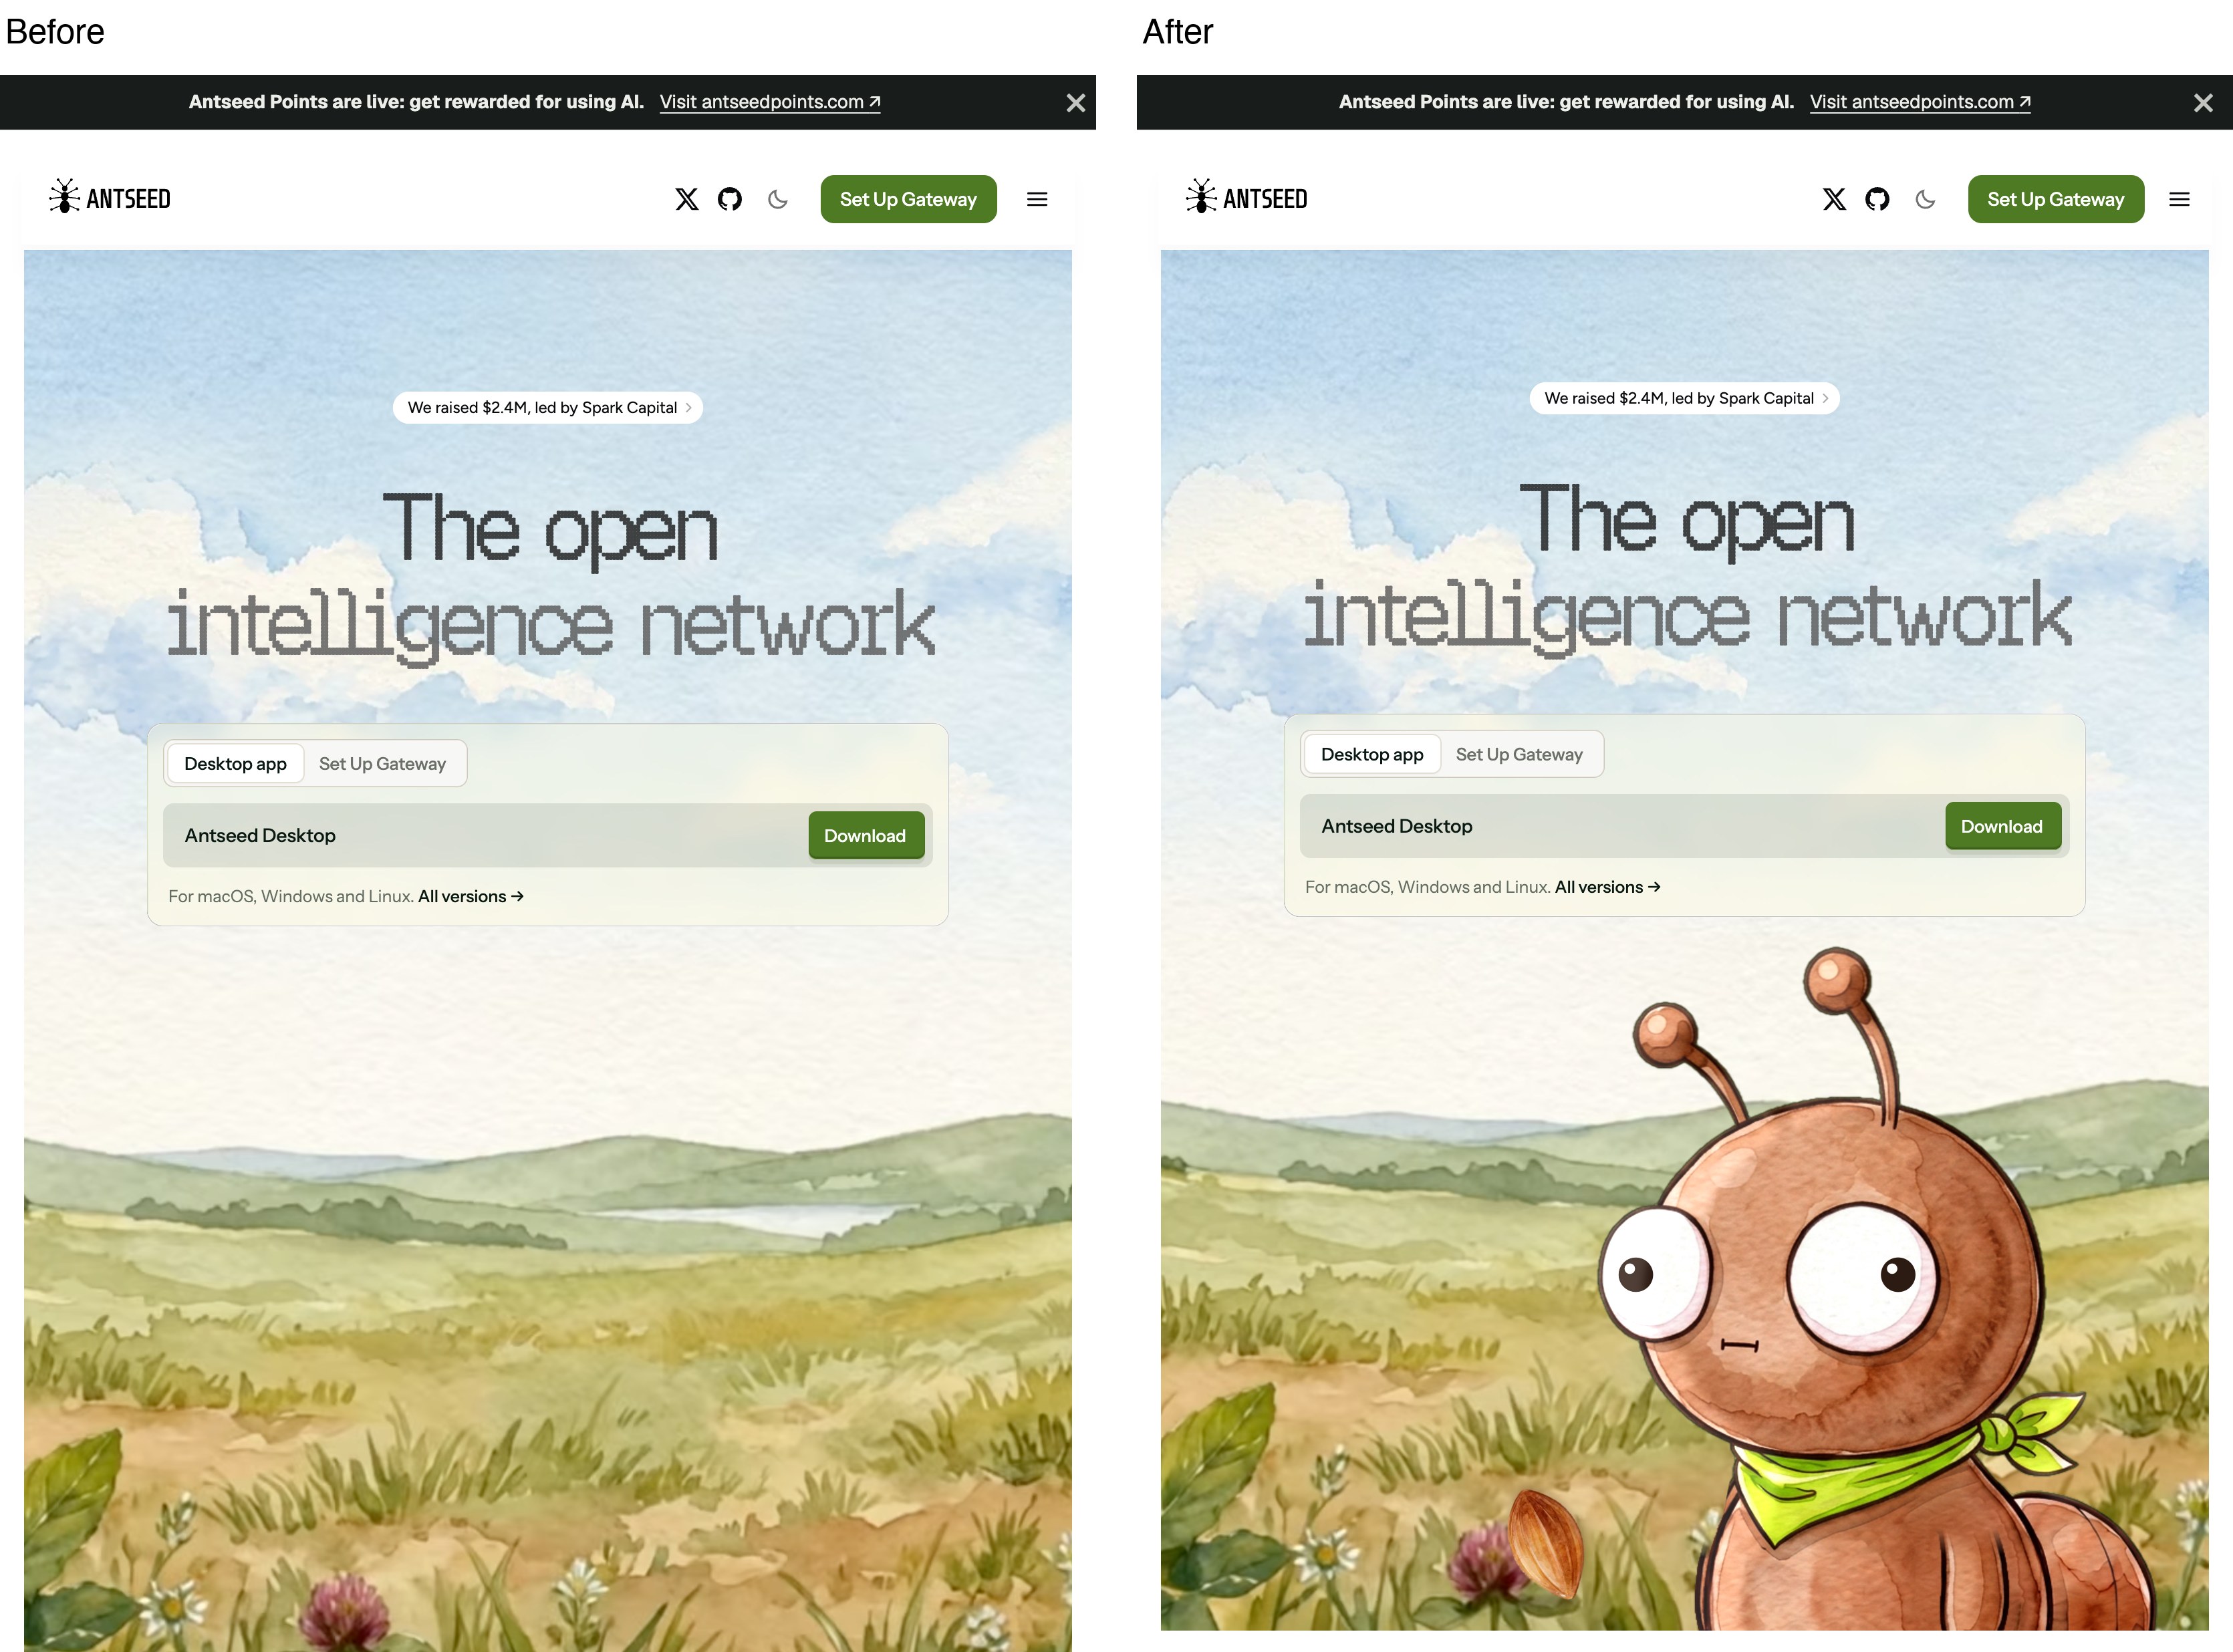 Before
Antseed Points are live: get rewarded for using AI. Visit antseedpoints.com ↗
ANTSEED
Set Up Gateway
We raised $2.4M, led by Spark Capital >
The open
intelligence network
Desktop app
Set Up Gateway
Antseed Desktop
Download
For macOS, Windows and Linux. All versions →
After
Antseed Points are live: get rewarded for using AI. Visit antseedpoints.com ↗
ANTSEED
Set Up Gateway
We raised $2.4M, led by Spark Capital >
The open
intelligence network
Desktop app
Set Up Gateway
Antseed Desktop
Download
For macOS, Windows and Linux. All versions →